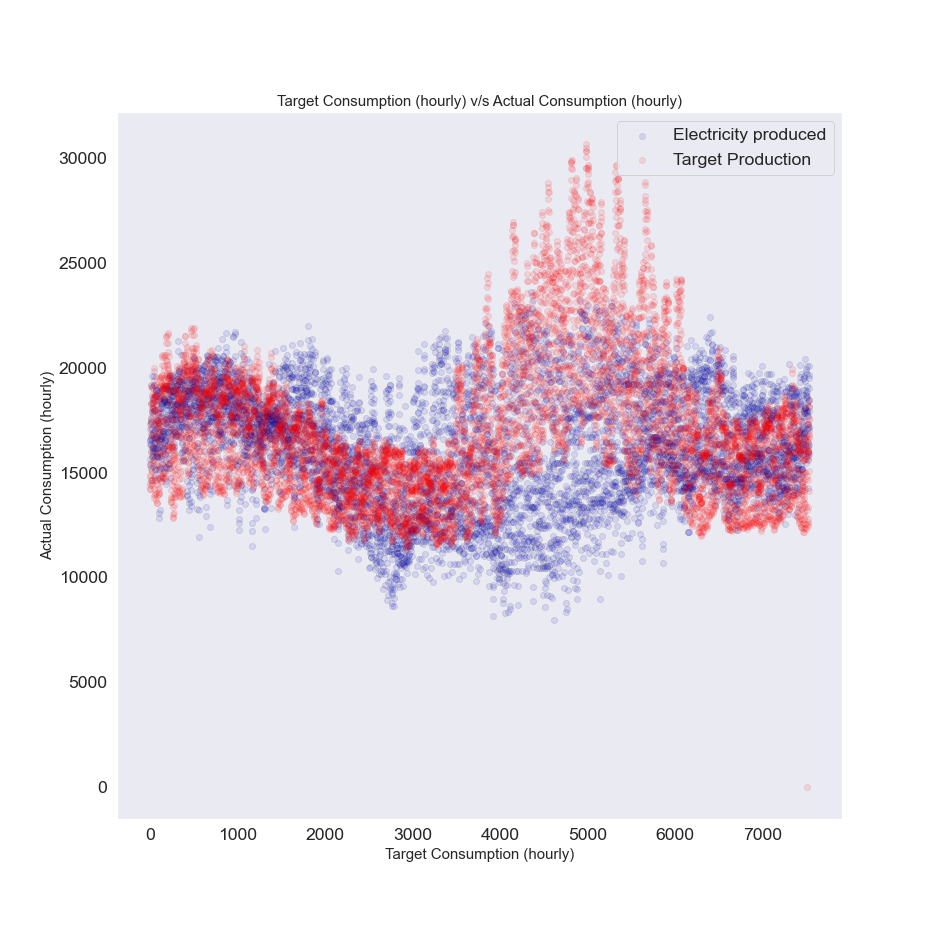 Target Consumption (hourly) v/s Actual Consumption (hourly)
Electricity produced
Target Production
30000
25000
20000
15000
10000
5000
0
Actual Consumption (hourly)
0 1000 2000 3000 4000 5000 6000 7000
Target Consumption (hourly)